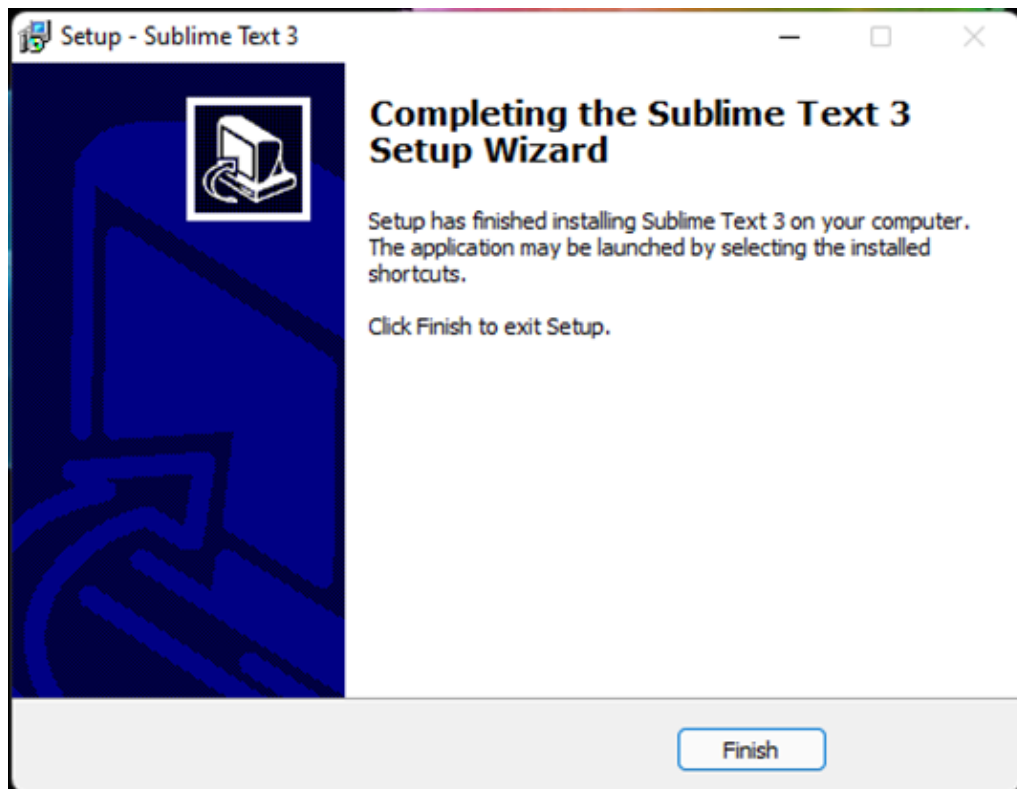 Setup - Sublime Text 3
Completing the Sublime Text 3
Setup Wizard
Setup has finished installing Sublime Text 3 on your computer.
The application may be launched by selecting the installed
shortcuts.
Click Finish to exit Setup.
Finish